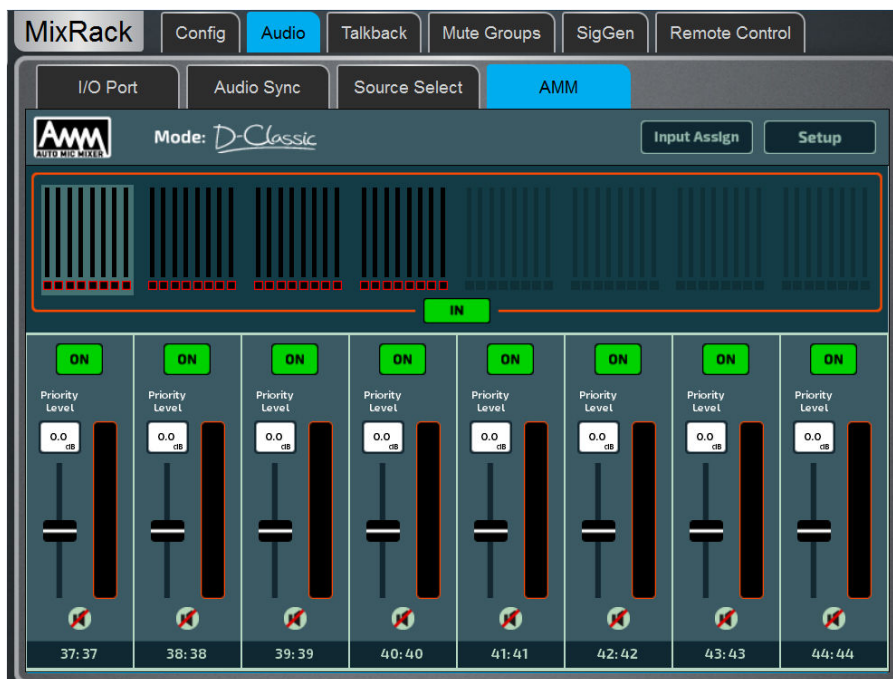 MixRack Config Audio Talkback Mute Groups SigGen Remote Control
I/O Port Audio Sync Source Select AMM
AMM AUTO MIC MIXER Mode: D-Classic Input Assign Setup
IN
ON ON ON ON ON ON ON ON
Priority Priority Priority Priority Priority Priority Priority Priority
Level Level Level Level Level Level Level Level
0.0 0.0 0.0 0.0 0.0 0.0 0.0 0.0
dB dB dB dB dB dB dB dB
37:37 38:38 39:39 40:40 41:41 42:42 43:43 44:44